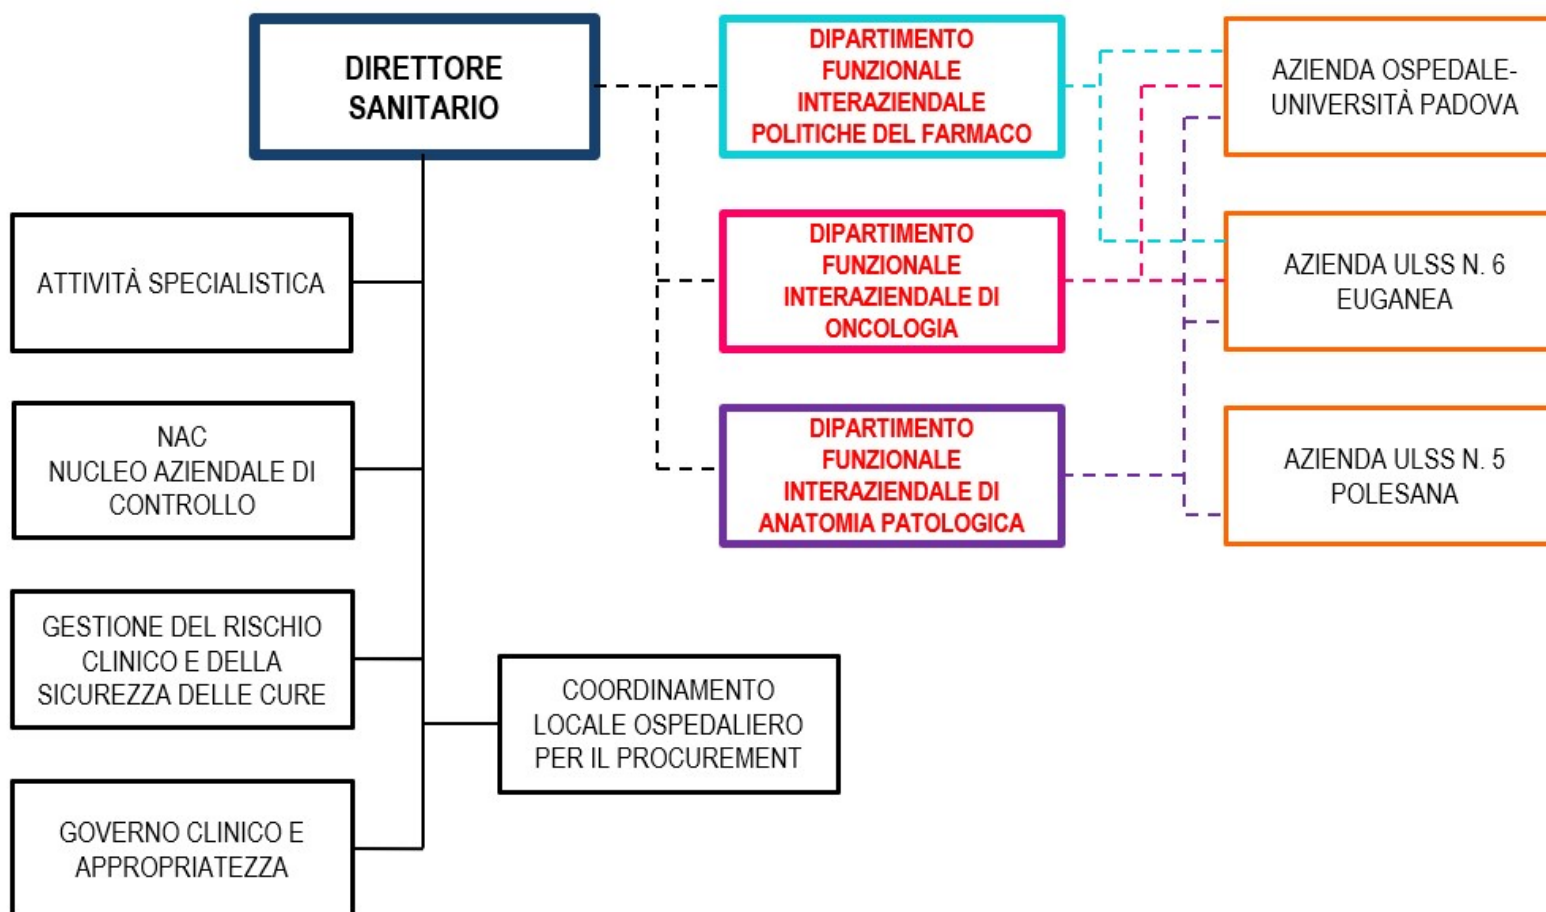 DIRETTORE
SANITARIO
DIPARTIMENTO
FUNZIONALE
INTERAZIENDALE
POLITICHE DEL FARMACO
AZIENDA OSPEDALE-
UNIVERSITÀ PADOVA
ATTIVITÀ SPECIALISTICA
DIPARTIMENTO
FUNZIONALE
INTERAZIENDALE DI
ONCOLOGIA
AZIENDA ULSS N. 6
EUGANEA
NAC
NUCLEO AZIENDALE DI
CONTROLLO
DIPARTIMENTO
FUNZIONALE
INTERAZIENDALE DI
ANATOMIA PATOLOGICA
AZIENDA ULSS N. 5
POLESANA
GESTIONE DEL RISCHIO
CLINICO E DELLA
SICUREZZA DELLE CURE
COORDINAMENTO
LOCALE OSPEDALIERO
PER IL PROCUREMENT
GOVERNO CLINICO E
APPROPRIATEZZA